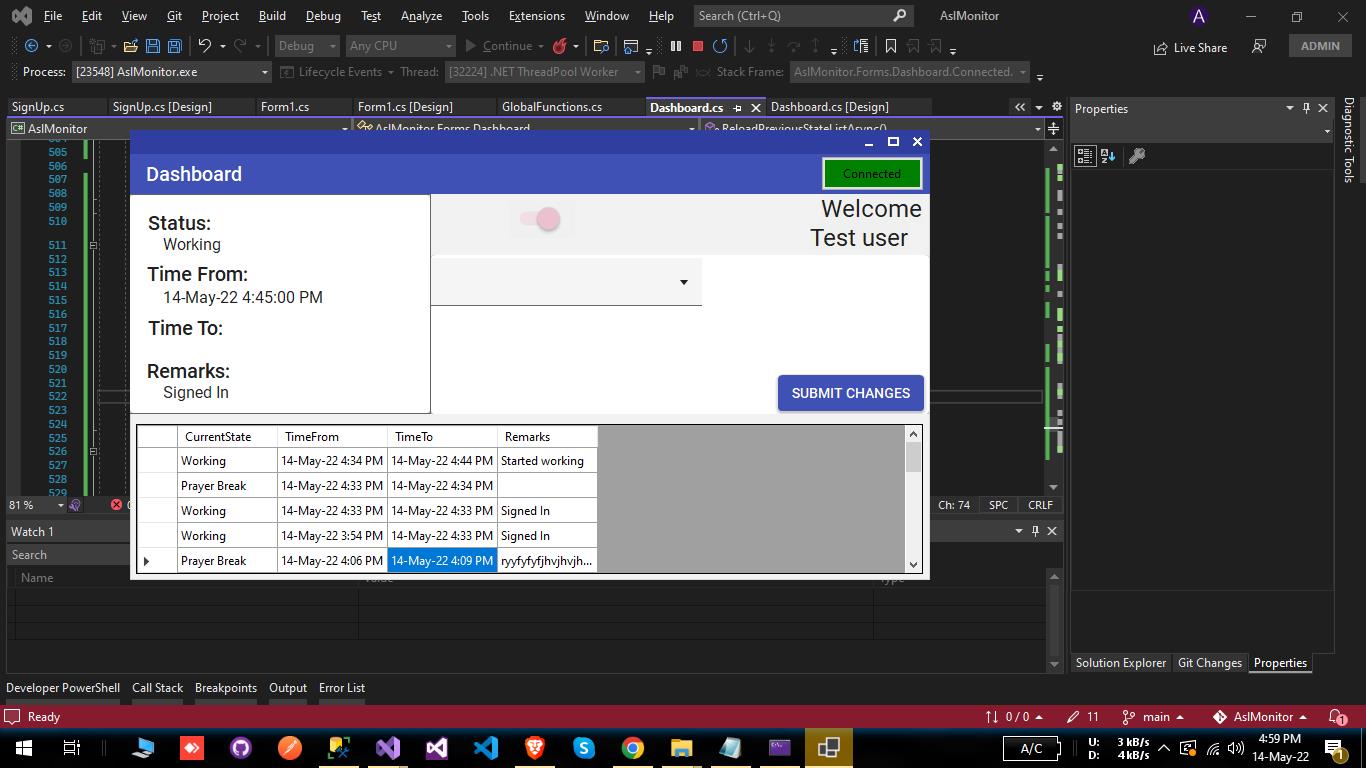 File Edit View Git Project Build Debug Test Analyze Tools Extensions Window Help Search (Ctrl+Q) AslMonitor A
Debug Any CPU Continue Live Share ADMIN
Process: [23548] AslMonitor.exe Lifecycle Events Thread: [32224] .NET ThreadPool Worker Stack Frame: AslMonitor.Forms.Dashboard.Connected.
SignUp.cs SignUp.cs [Design] Form1.cs Form1.cs [Design] GlobalFunctions.cs Dashboard.cs Dashboard.cs [Design] Properties
C# AslMonitor AslMonitor.Forms.Dashboard ReloadPreviousStateListAsync()
Diagnostic Tools
505
506
507
508
509
510
511
512
513
514
515
516
517
518
519
520
521
522
523
524
525
526
527
528
529
Dashboard Connected
Status:
Working
Time From:
14-May-22 4:45:00 PM
Time To:
Remarks:
Signed In
Welcome
Test user
SUBMIT CHANGES
CurrentState TimeFrom TimeTo Remarks
Working 14-May-22 4:34 PM 14-May-22 4:44 PM Started working
Prayer Break 14-May-22 4:33 PM 14-May-22 4:34 PM
Working 14-May-22 4:33 PM 14-May-22 4:33 PM Signed In
Working 14-May-22 3:54 PM 14-May-22 4:33 PM Signed In
Prayer Break 14-May-22 4:06 PM 14-May-22 4:09 PM ryyfyfyfjhvjhvjh...
81 % Ch: 74 SPC CRLF
Watch 1
Search
Name Value Type
Solution Explorer Git Changes Properties
Developer PowerShell Call Stack Breakpoints Output Error List
Ready 0 / 0 11 main AslMonitor 1
A/C U: 3 kB/s D: 4 kB/s 4:59 PM
14-May-22 1